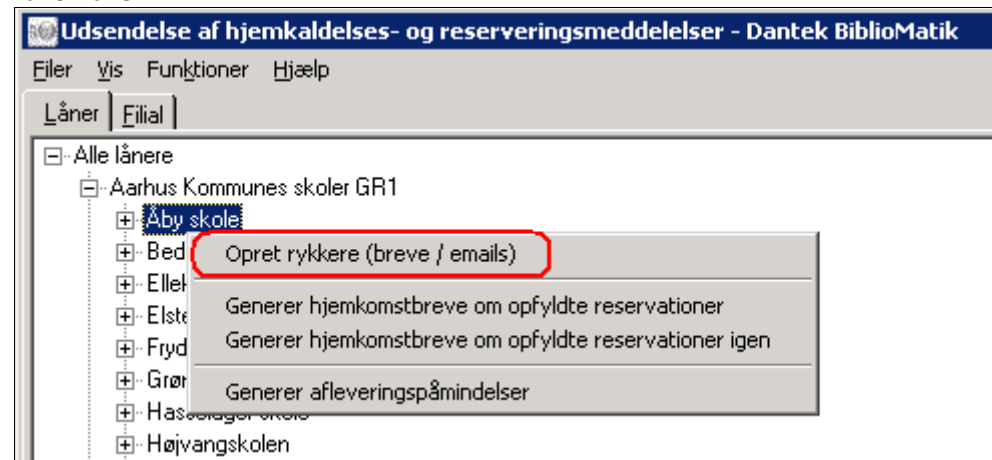 Udsendelse af hjemkaldelses- og reserveringsmeddelelser - Dantek BiblioMatik
Filer Vis Funktioner Hjælp
Låner Filial
Alle lånere
Aarhus Kommunes skoler GR1
Åby skole
Opret rykkere (breve / emails)
Generer hjemkomstbreve om opfyldte reservationer
Generer hjemkomstbreve om opfyldte reservationer igen
Generer afleveringspåmindelser
Højvangskolen